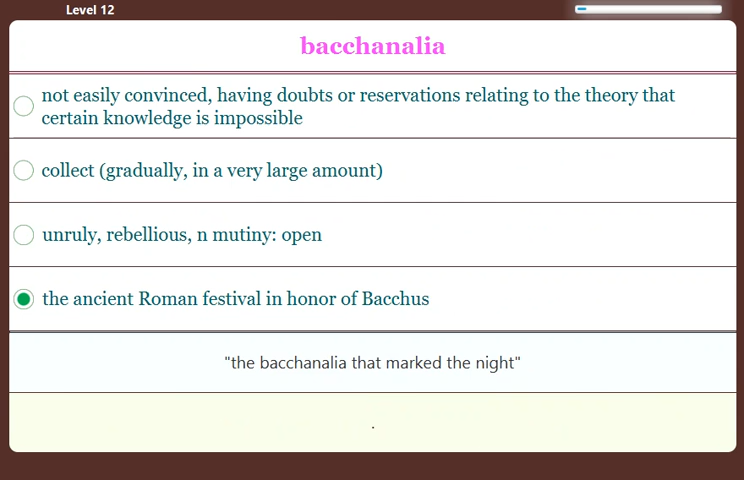 Level 12
bacchanalia
not easily convinced, having doubts or reservations relating to the theory that
certain knowledge is impossible
collect (gradually, in a very large amount)
unruly, rebellious, n mutiny: open
the ancient Roman festival in honor of Bacchus
"the bacchanalia that marked the night"
.